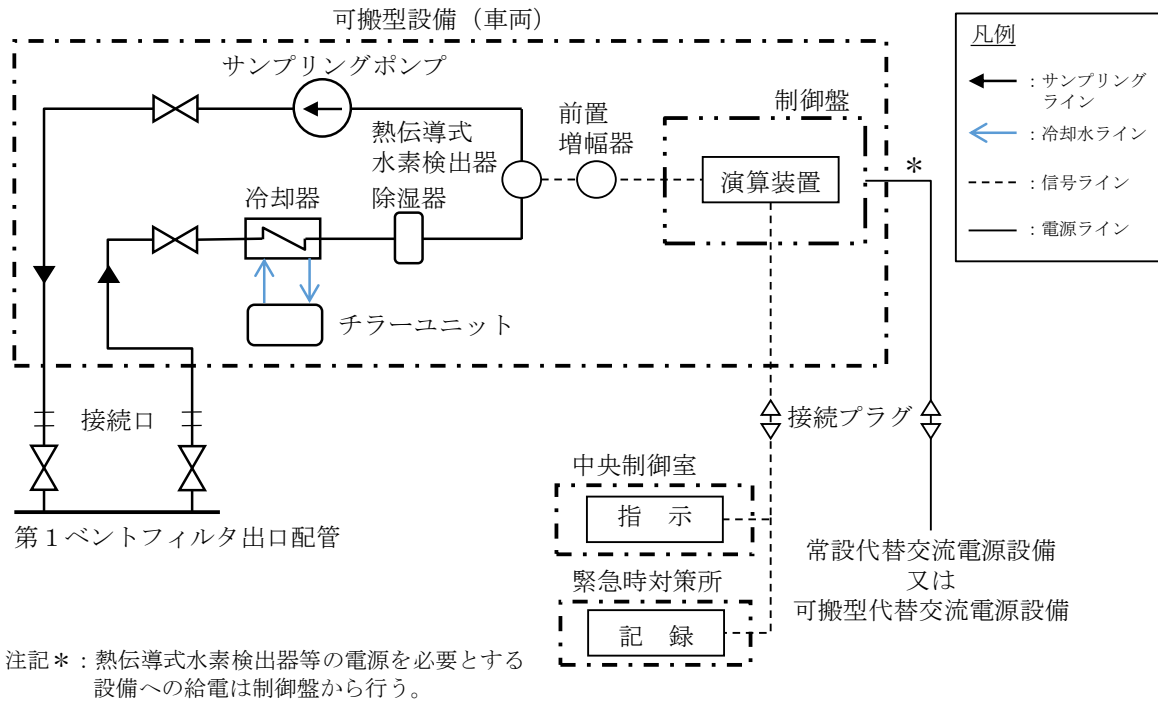 可搬型設備（車両）
サンプリングポンプ
熱伝導式
水素検出器
前置
増幅器
制御盤
演算装置
＊
冷却器
除湿器
チラーユニット
接続口
第１ベントフィルタ出口配管
接続プラグ
中央制御室
指　示
緊急時対策所
記　録
常設代替交流電源設備
又は
可搬型代替交流電源設備
凡例
：サンプリング
ライン
：冷却水ライン
：信号ライン
：電源ライン
注記＊：熱伝導式水素検出器等の電源を必要とする
設備への給電は制御盤から行う。